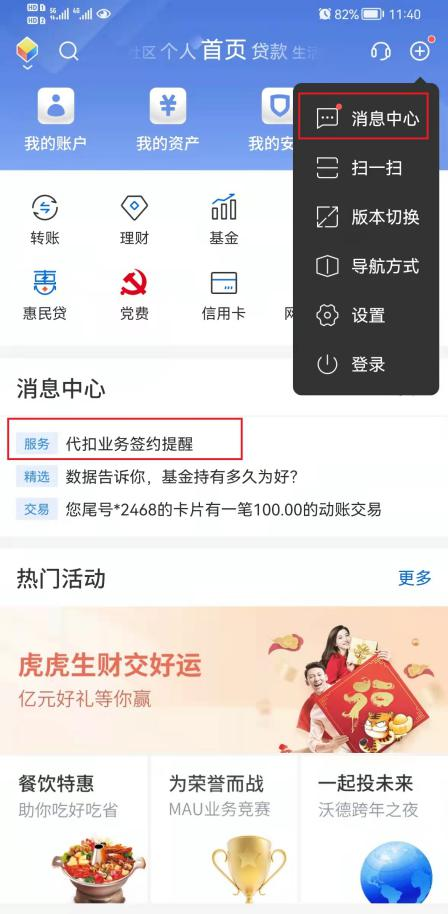 HD 1 5G 4G 82% 11:40
HD 2
社区 个人 首页 贷款 生活
我的账户 我的资产 我的安
消息中心
扫一扫
版本切换
导航方式
设置
登录
转账 理财 基金
惠民贷 党费 信用卡 网
消息中心
服务 代扣业务签约提醒
精选 数据告诉你，基金持有多久为好？
交易 您尾号*2468的卡片有一笔100.00的动账交易
热门活动 更多
虎虎生财交好运
亿元好礼等你赢
福
餐饮特惠 为荣誉而战 一起投未来
助你吃好吃省 MAU业务竞赛 沃德跨年之夜